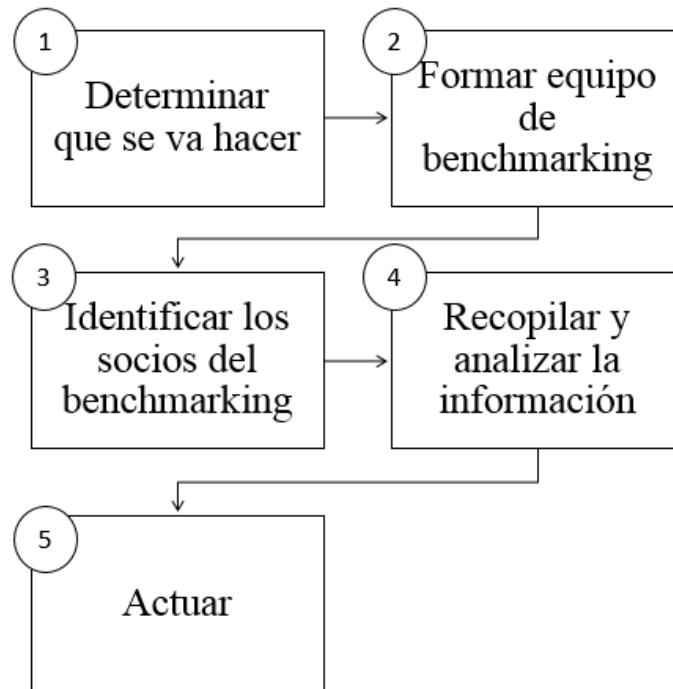 1
Determinar
que se va hacer
2
Formar equipo
de
benchmarking
3
Identificar los
socios del
benchmarking
4
Recopilar y
analizar la
información
5
Actuar